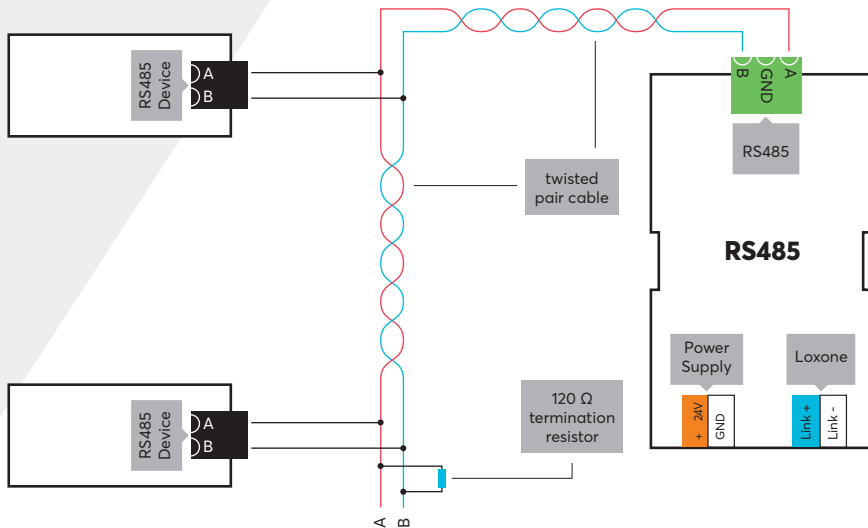 RS485
Device
A
B
B
GND
A
RS485
twisted
pair cable
RS485
Power
Supply
Loxone
+ 24V
GND
Link +
Link -
RS485
Device
A
B
120 Ω
termination
resistor
A
B